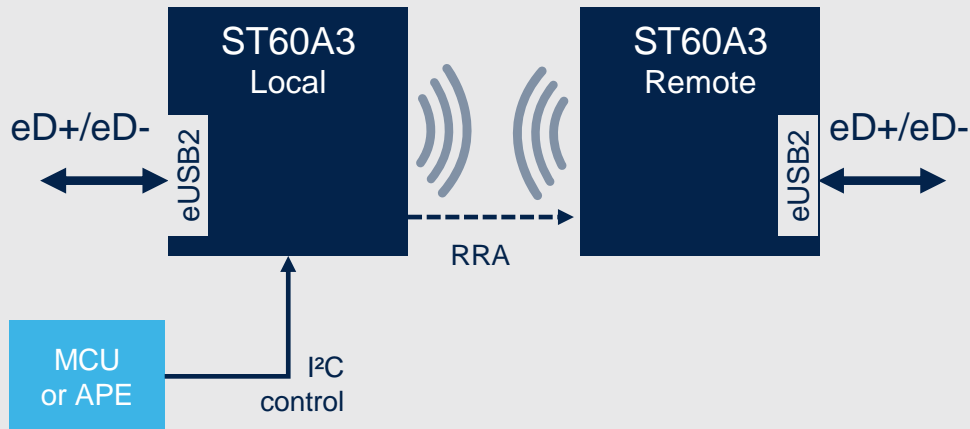 ST60A3
Local
ST60A3
Remote
eD+/eD-
eUSB2
eUSB2
eD+/eD-
RRA
MCU
or APE
I²C
control